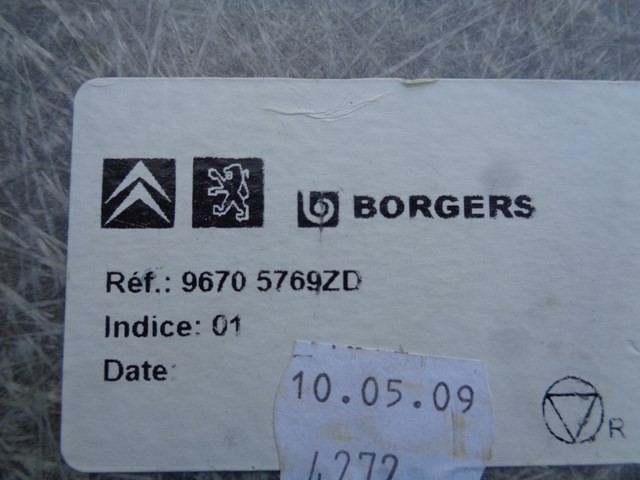 BORGERS
Réf.: 9670 5769ZD
Indice: 01
Date:
10.05.09
4272
R